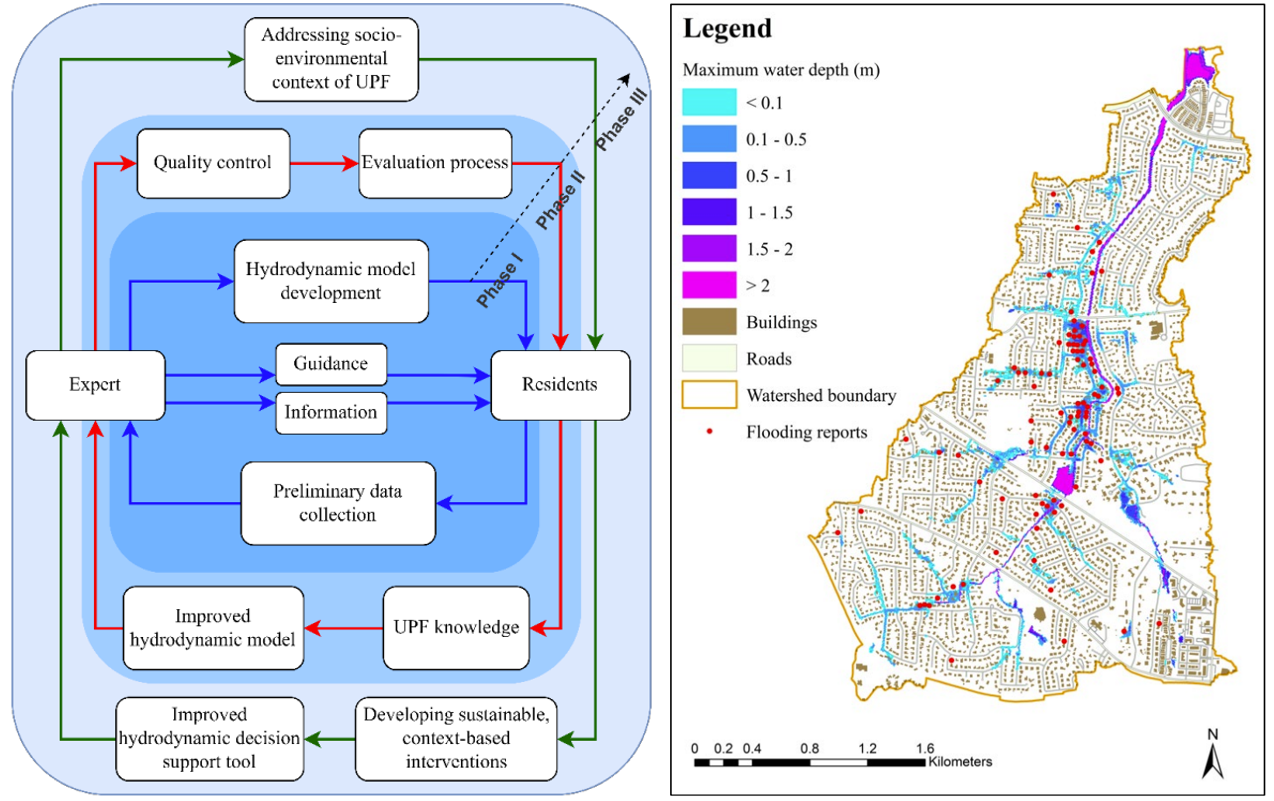 Addressing socio-
environmental
context of UPF
Quality control
Evaluation process
Hydrodynamic model
development
Phase I
Phase II
Phase III
Expert
Guidance
Information
Residents
Preliminary data
collection
Improved
hydrodynamic model
UPF knowledge
Improved
hydrodynamic decision
support tool
Developing sustainable,
context-based
interventions
Legend
Maximum water depth (m)
< 0.1
0.1 - 0.5
0.5 - 1
1 - 1.5
1.5 - 2
> 2
Buildings
Roads
Watershed boundary
Flooding reports
0 0.2 0.4 0.8 1.2 1.6
Kilometers
N